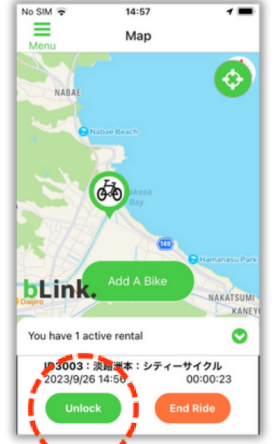 No SIM 14:57
Menu
Map
NABAE
Nabae Beach
Bay
149
Hamanasu Park
bLink.
Add A Bike
NAKATSUMI
KANEY
You have 1 active rental
ID3003：淡路洲本：シティーサイクル
2023/9/26 14:56 00:00:23
Unlock End Ride